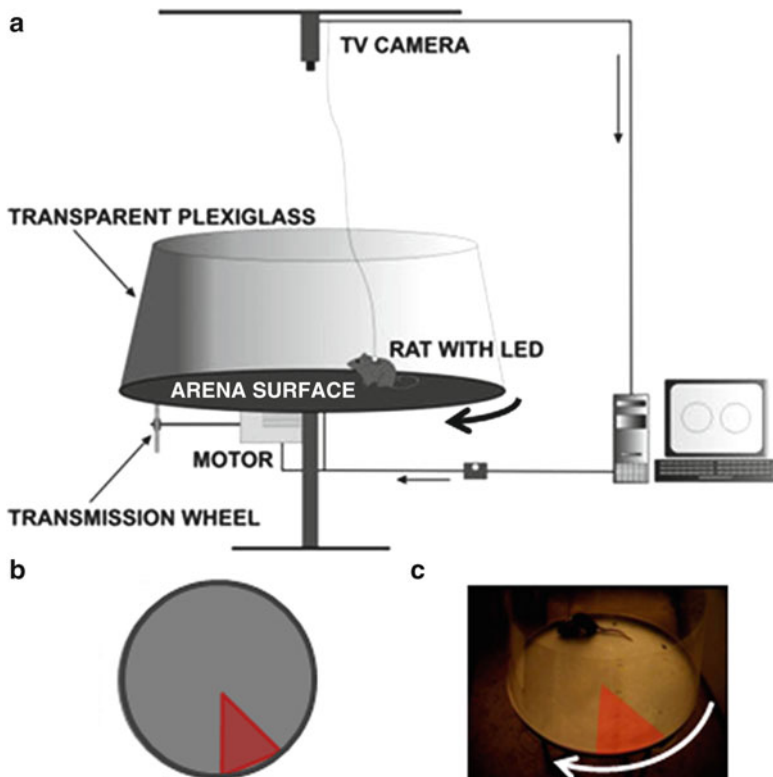 a
TV CAMERA
TRANSPARENT PLEXIGLASS
RAT WITH LED
ARENA SURFACE
MOTOR
TRANSMISSION WHEEL
b
c